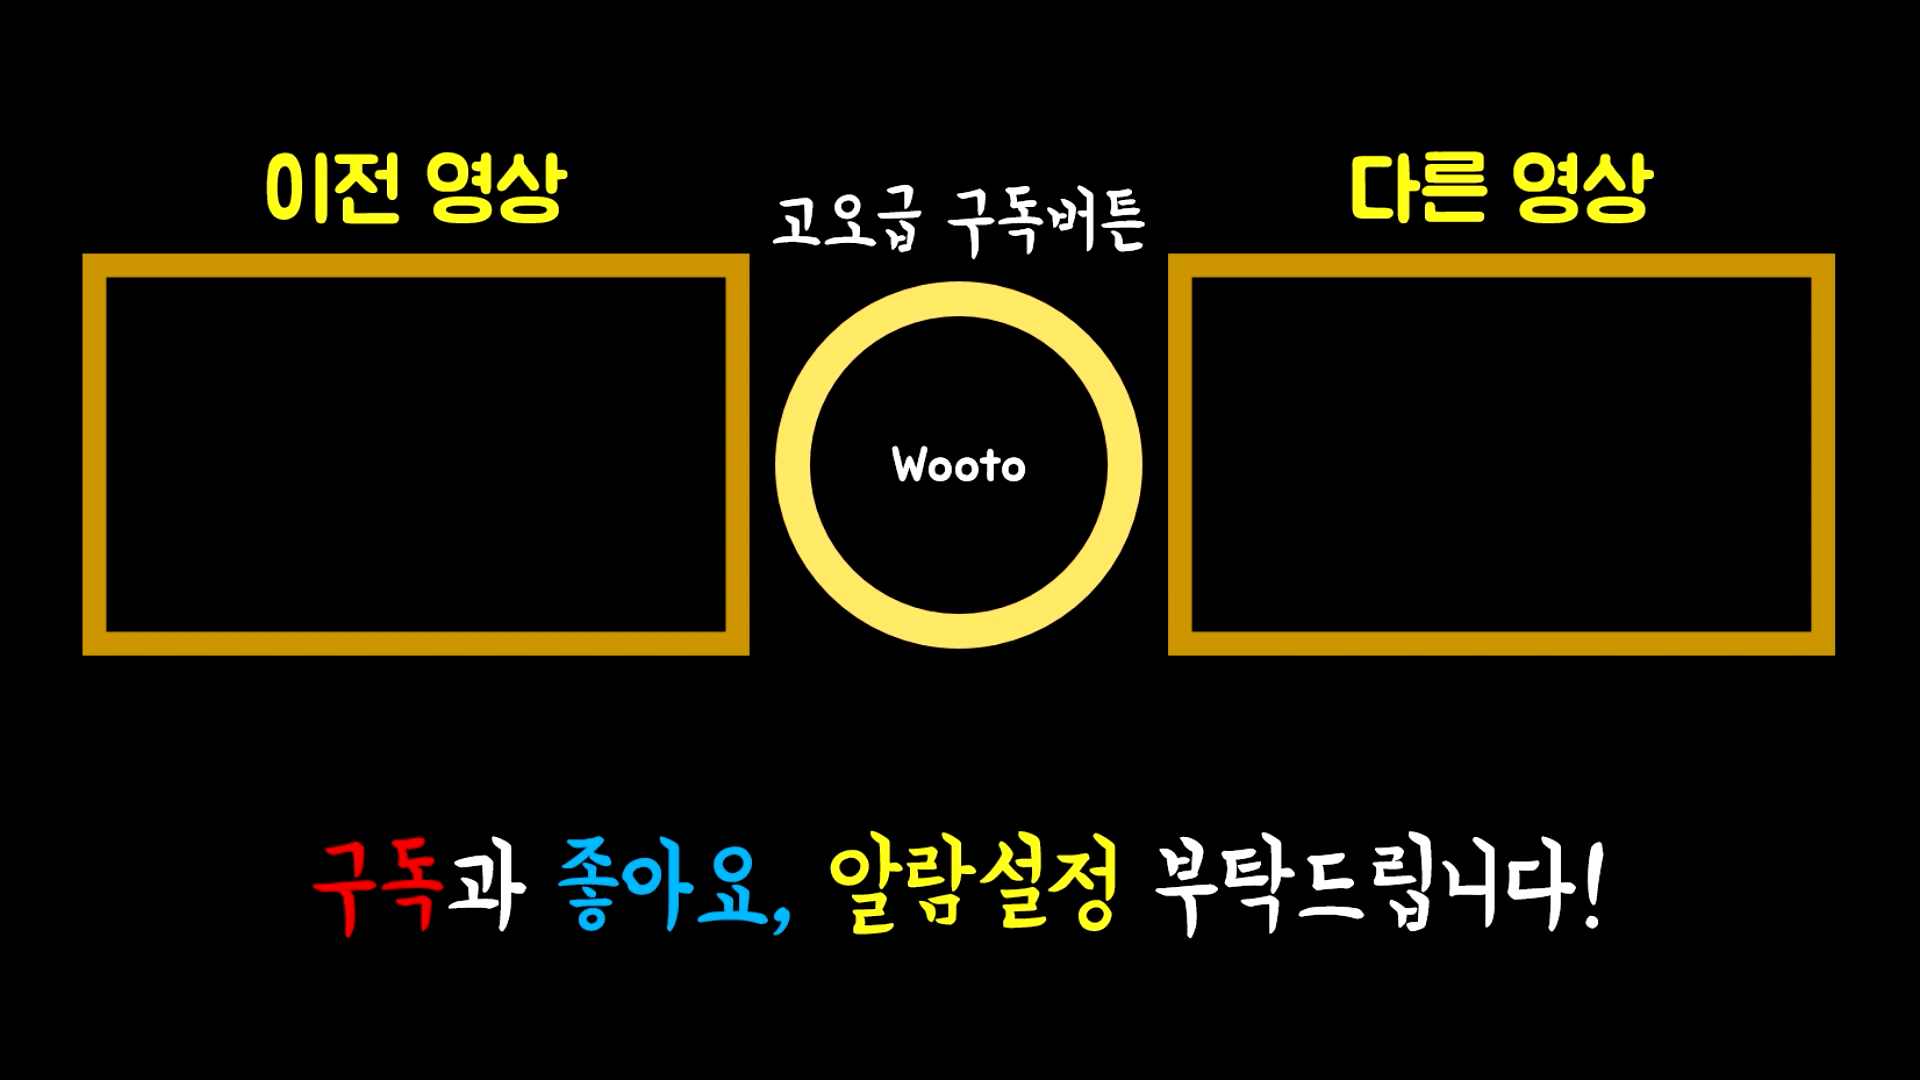 이전 영상
고오급 구독버튼
다른 영상
Wooto
구독과 좋아요, 알람설정 부탁드립니다!